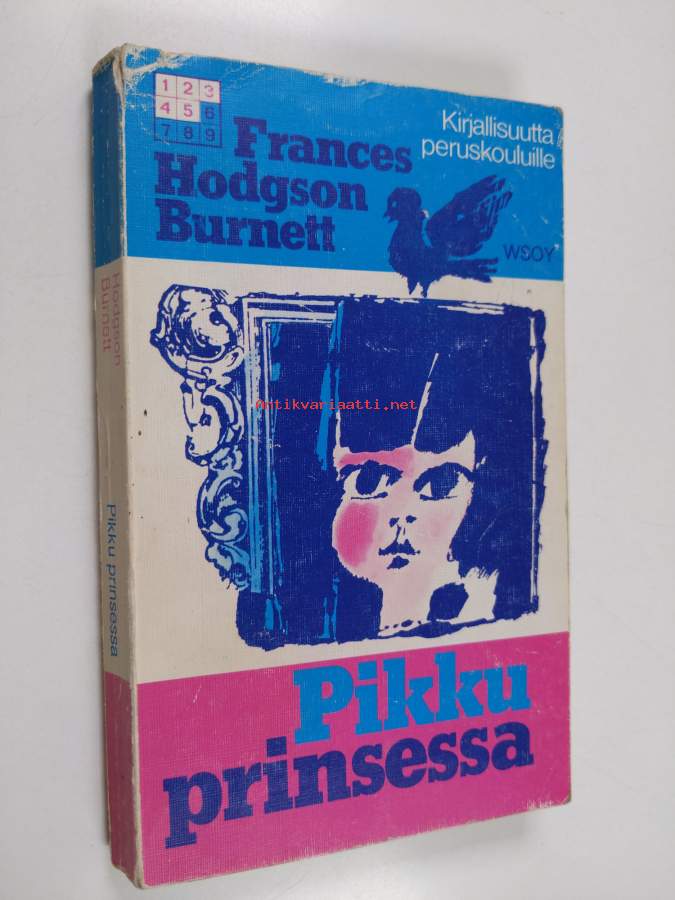 1 2 3
4 5 6
7 8 9
Frances
Hodgson
Burnett
Kirjallisuutta
peruskouluille
WSOY
Hodgson
Burnett
Pikku prinsessa
Antikvariaatti.net
Pikku
prinsessa